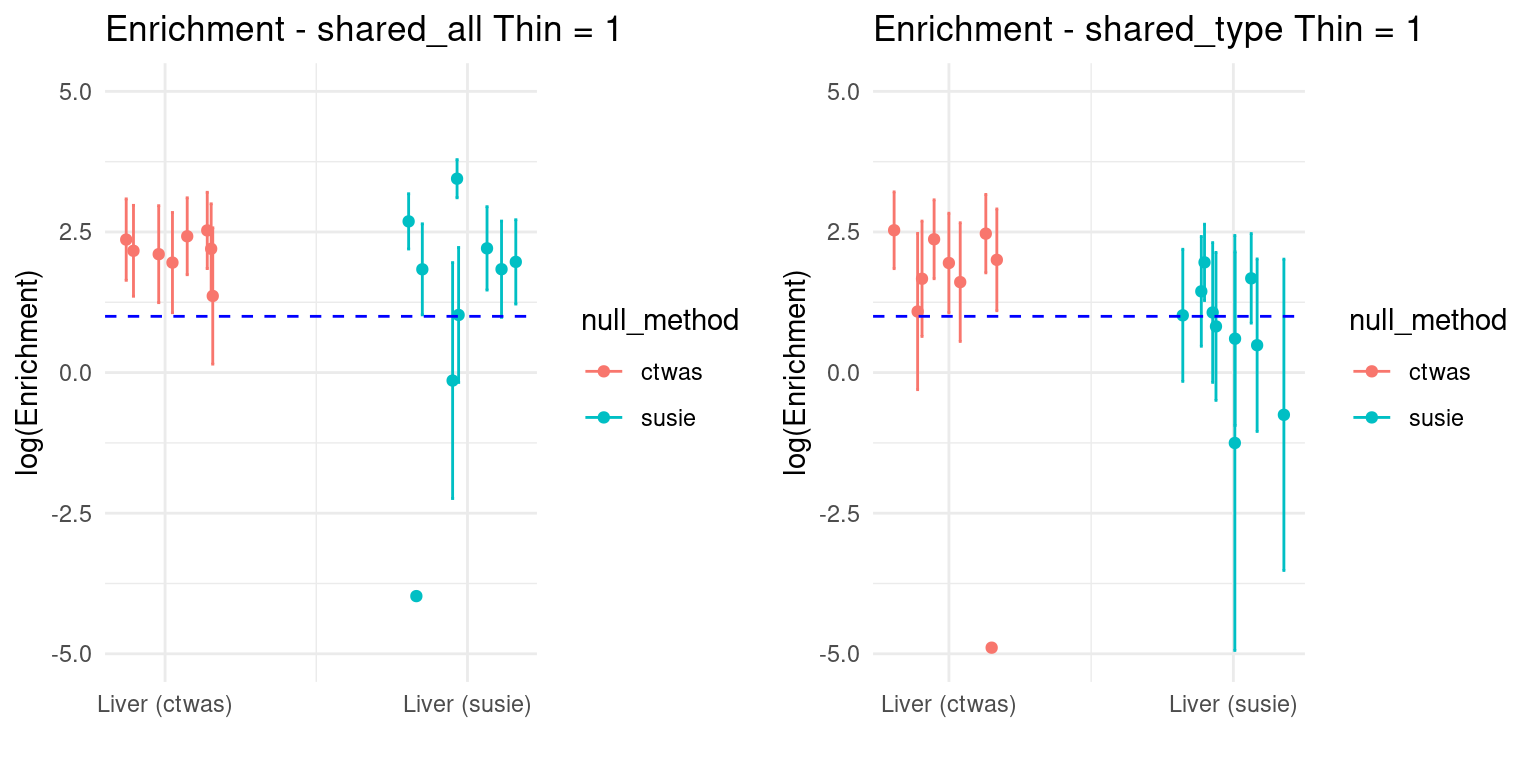 Enrichment - shared_all Thin = 1
log(Enrichment)
5.0
2.5
0.0
-2.5
-5.0
Liver (ctwas)
Liver (susie)
null_method
ctwas
susie
Enrichment - shared_type Thin = 1
log(Enrichment)
5.0
2.5
0.0
-2.5
-5.0
Liver (ctwas)
Liver (susie)
null_method
ctwas
susie